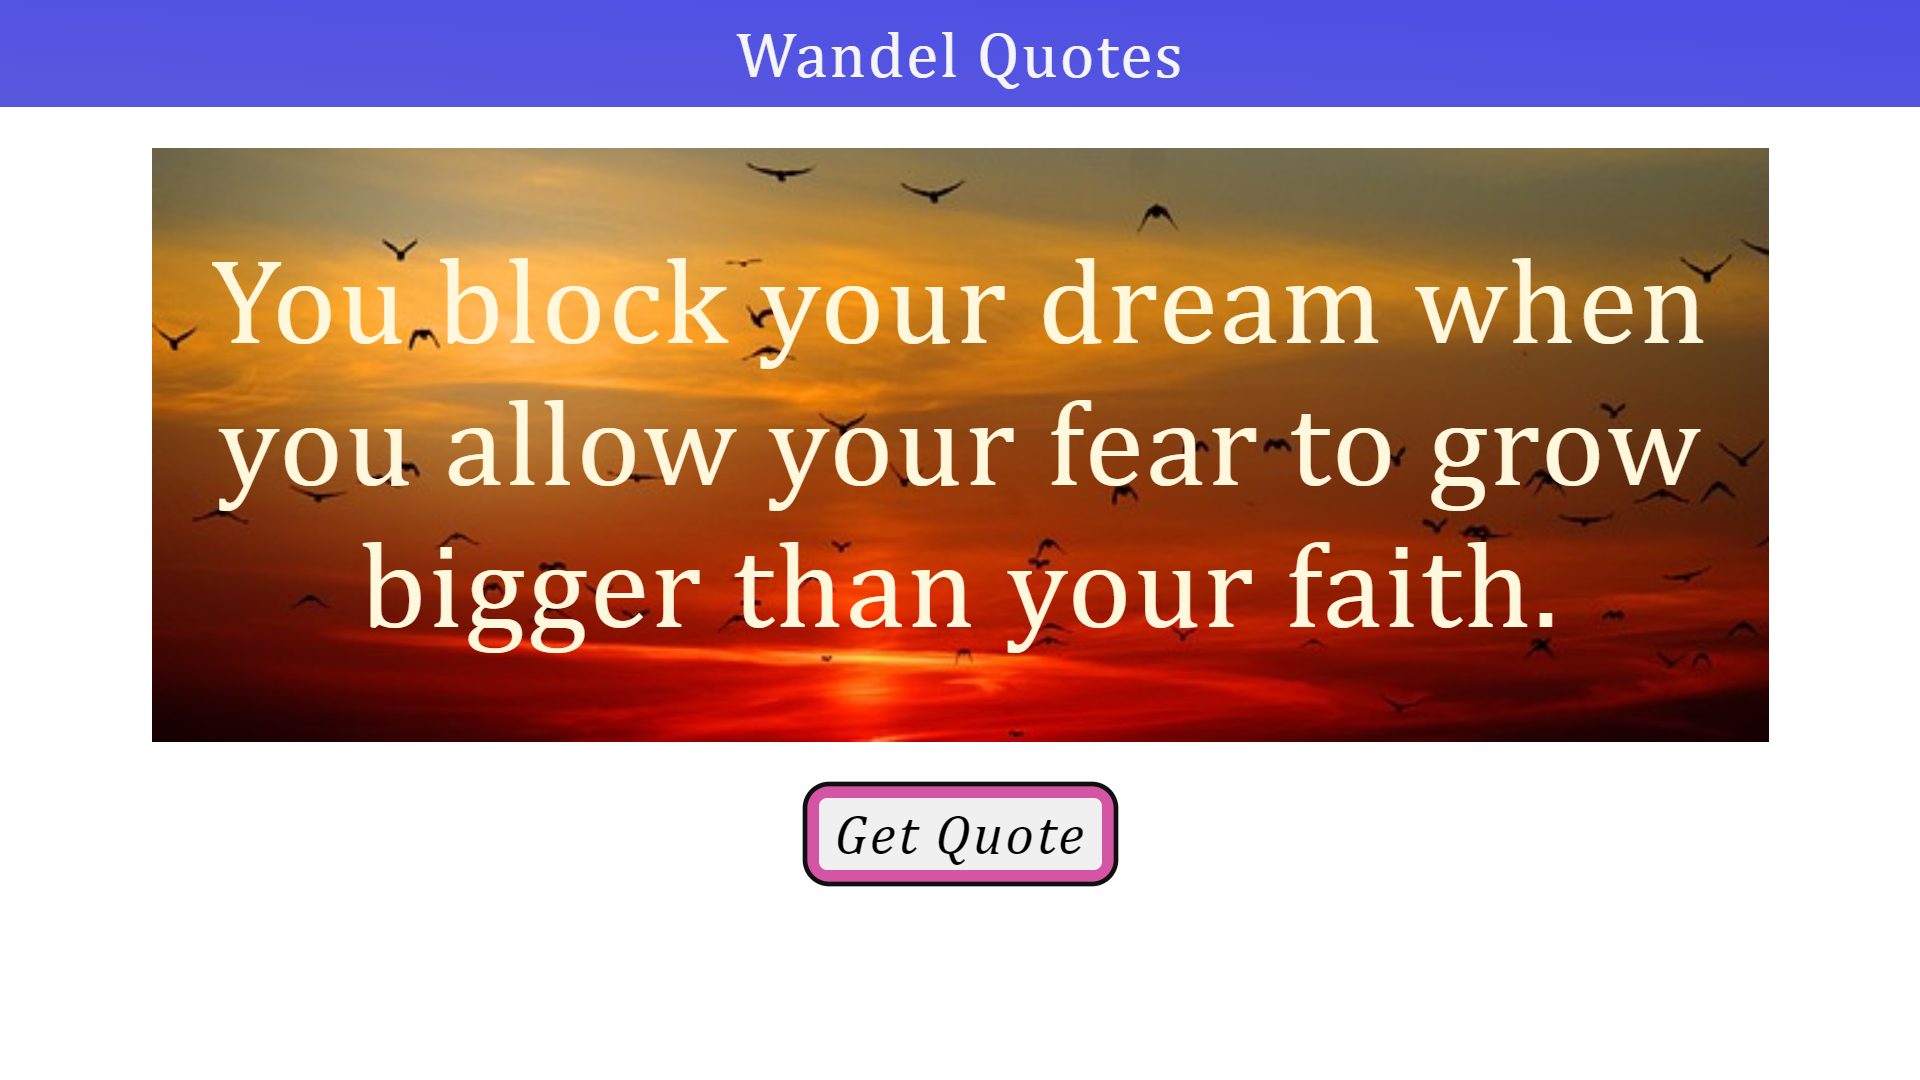 Wandel Quotes
You block your dream when
you allow your fear to grow
bigger than your faith.
Get Quote